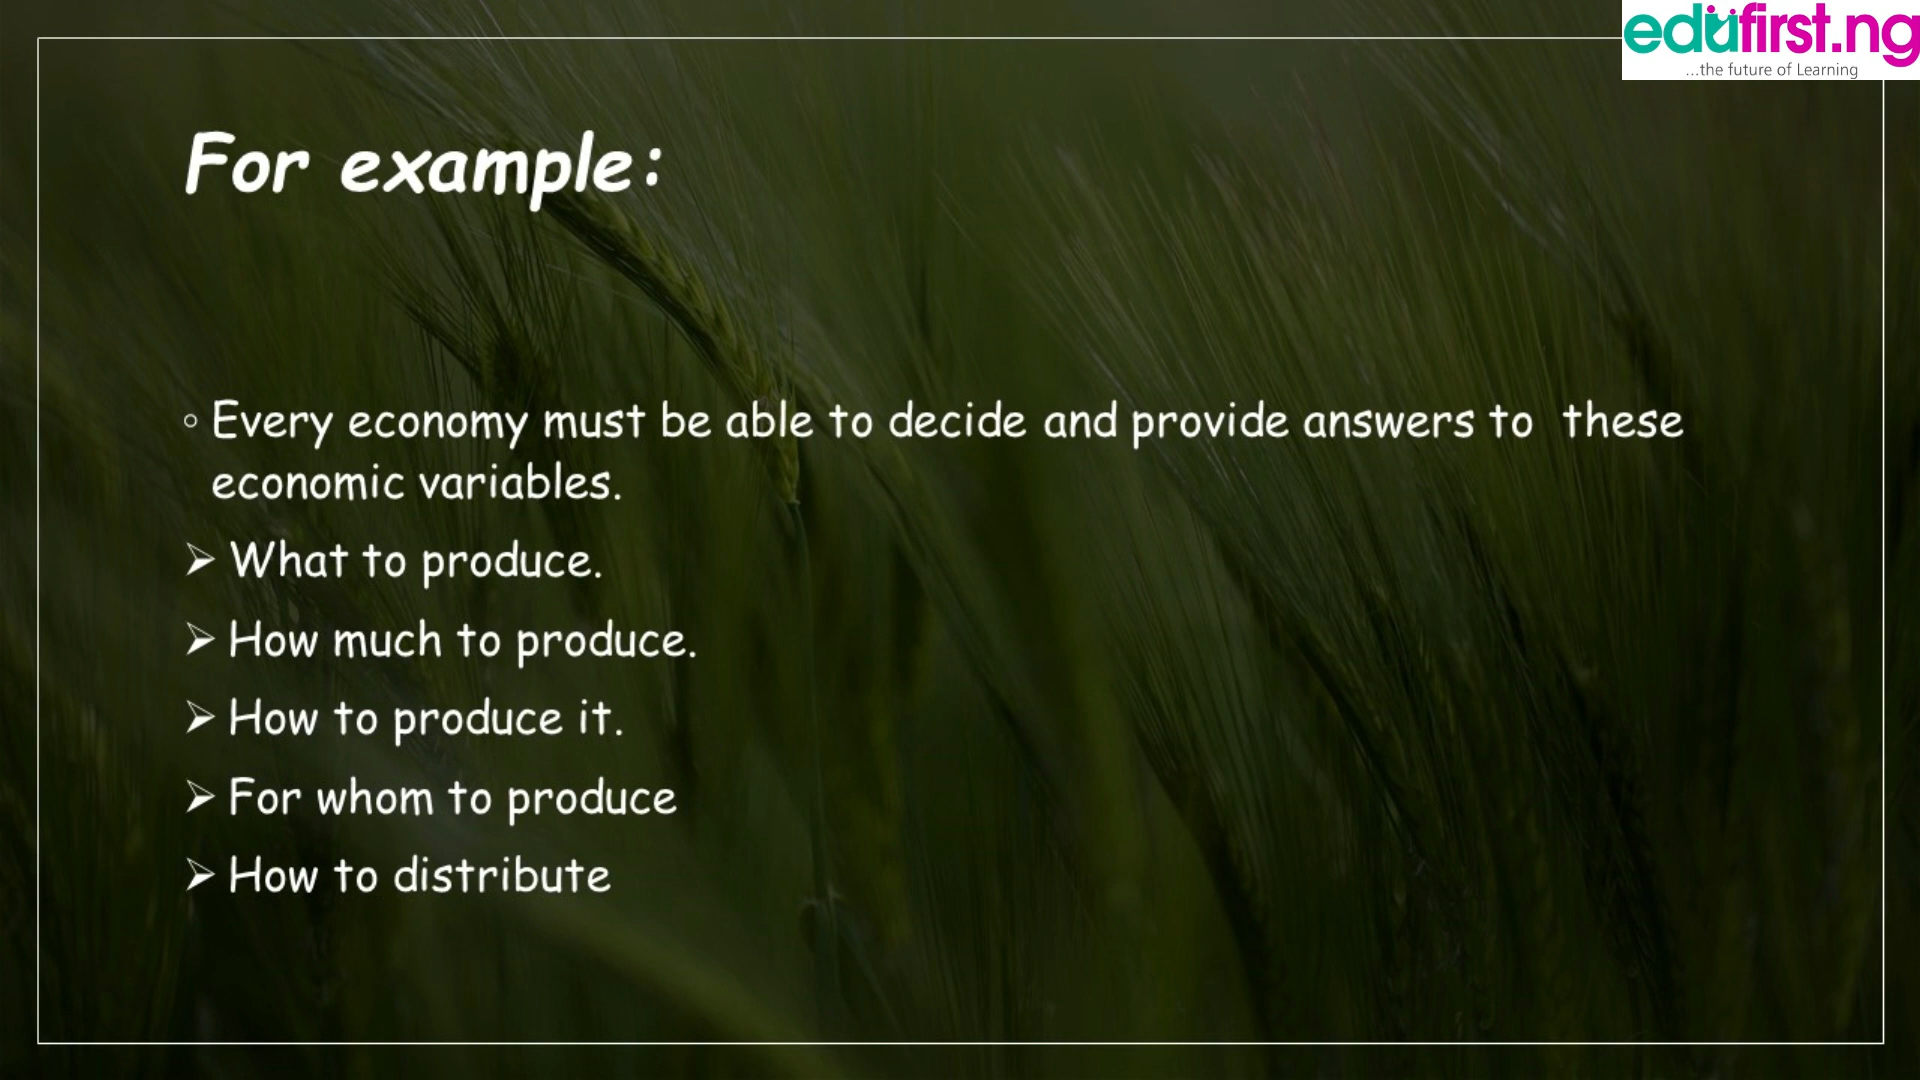 edufirst.ng
...the future of Learning
For example:
◦ Every economy must be able to decide and provide answers to these
economic variables.
➢ What to produce.
➢ How much to produce.
➢ How to produce it.
➢ For whom to produce
➢ How to distribute